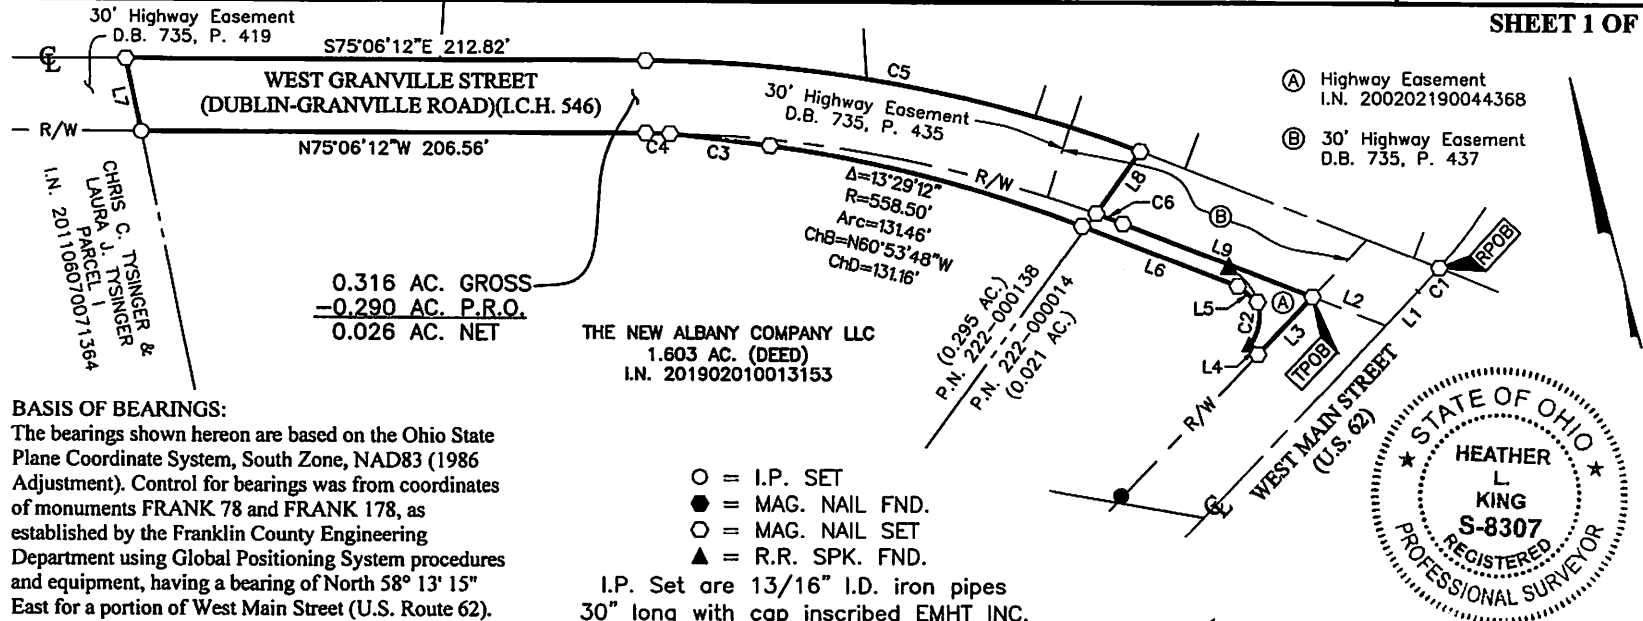 SHEET 1 OF
30' Highway Easement
D.B. 735, P. 419
S75°06'12"E 212.82'
C5
Ⓐ Highway Easement
I.N. 200202190044368
Ⓑ 30' Highway Easement
D.B. 735, P. 437
℄
L7
WEST GRANVILLE STREET
(DUBLIN-GRANVILLE ROAD)(I.C.H. 546)
30' Highway Easement
D.B. 735, P. 435
R/W
N75°06'12"W 206.56'
C4
C3
R/W
L8
C6
Ⓑ
L9
RPOB
Δ=13°29'12"
R=558.50'
Arc=131.46'
ChB=N60°53'48"W
ChD=131.16'
L6
L5
C2
Ⓐ
L2
C1
L1
L3
L4
TPOB
CHRIS C. TYSINGER &
LAURA J. TYSINGER
PARCEL I
I.N. 201106070071364
0.316 AC. GROSS
-0.290 AC. P.R.O.
0.026 AC. NET
THE NEW ALBANY COMPANY LLC
1.603 AC. (DEED)
I.N. 201902010013153
(0.295 AC.)
P.N. 222-000138
P.N. 222-000014
(0.021 AC.)
R/W
WEST MAIN STREET
(U.S. 62)
℄
BASIS OF BEARINGS:
The bearings shown hereon are based on the Ohio State
Plane Coordinate System, South Zone, NAD83 (1986
Adjustment). Control for bearings was from coordinates
of monuments FRANK 78 and FRANK 178, as
established by the Franklin County Engineering
Department using Global Positioning System procedures
and equipment, having a bearing of North 58° 13' 15"
East for a portion of West Main Street (U.S. Route 62).
= I.P. SET
= MAG. NAIL FND.
= MAG. NAIL SET
= R.R. SPK. FND.
I.P. Set are 13/16" I.D. iron pipes
30" long with cap inscribed EMHT INC.
STATE OF OHIO
HEATHER
L.
KING
S-8307
REGISTERED
PROFESSIONAL SURVEYOR